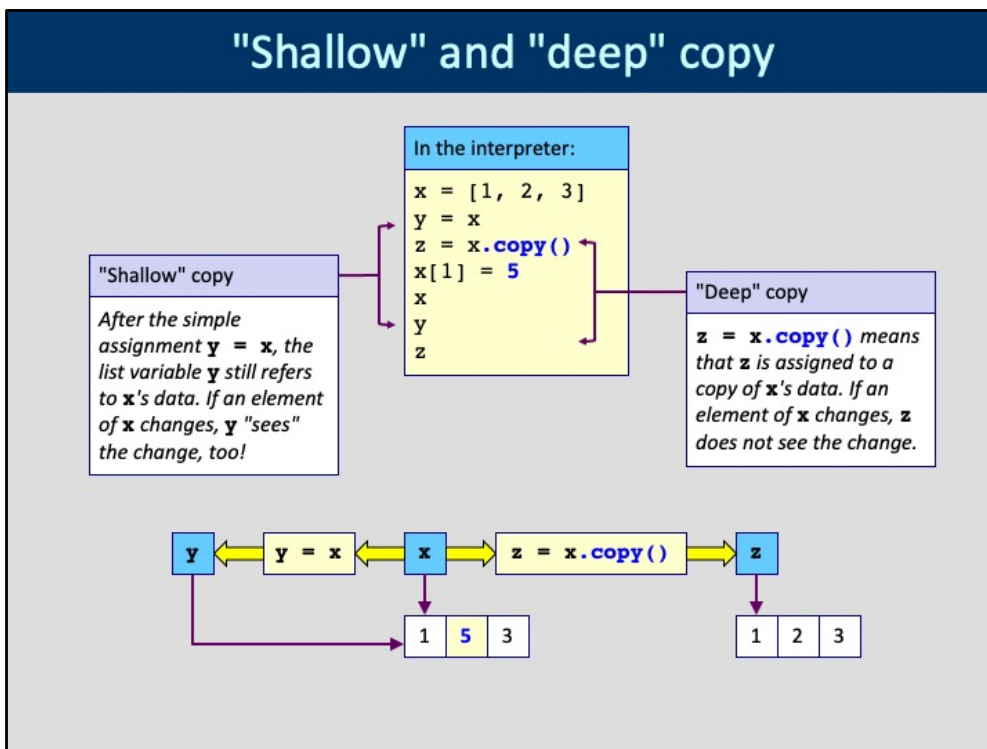 "Shallow" and "deep" copy
In the interpreter:
x = [1, 2, 3]
y = x
z = x.copy()
x[1] = 5
x
y
z
"Shallow" copy
After the simple
assignment y = x, the
list variable y still refers
to x's data. If an element
of x changes, y "sees"
the change, too!
"Deep" copy
z = x.copy() means
that z is assigned to a
copy of x's data. If an
element of x changes, z
does not see the change.
y y = x x z = x.copy() z
1 5 3 1 2 3